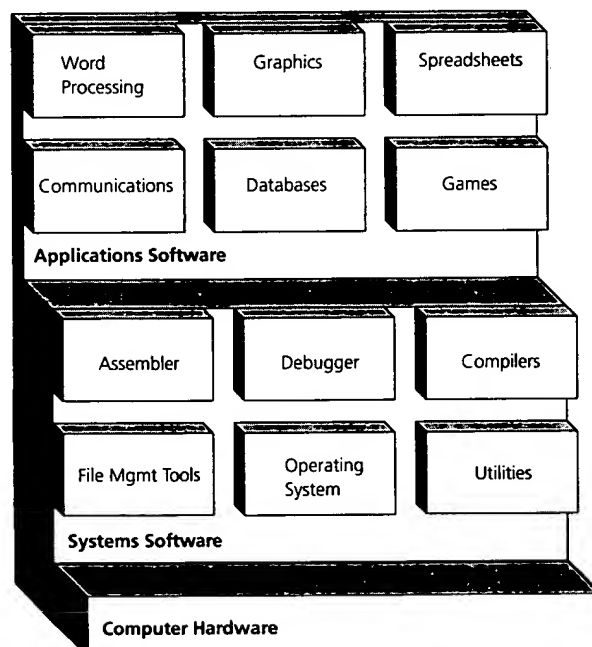 Word
Processing
Graphics
Spreadsheets
Communications
Databases
Games
Applications Software
Assembler
Debugger
Compilers
File Mgmt Tools
Operating
System
Utilities
Systems Software
Computer Hardware